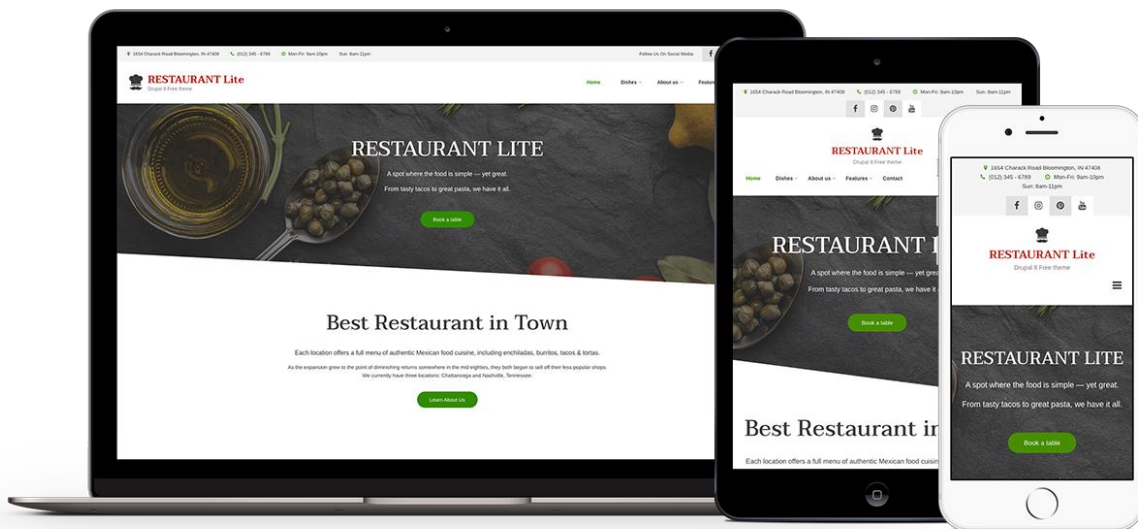 1654 Charack Road Bloomington, IN 47408 (012) 345 - 6789 Mon-Fri: 9am-10pm Sun: 8am-11pm Follow Us On Social Media
RESTAURANT Lite
Drupal 8 Free theme
Home Dishes About us Feature
RESTAURANT LITE
A spot where the food is simple — yet great.
From tasty tacos to great pasta, we have it all.
Book a table
Best Restaurant in Town
Each location offers a full menu of authentic Mexican food cuisine, including enchiladas, burritos, tacos & tortas.
As the expansion grew to the point of diminishing returns somewhere in the mid-eighties, they both began to sell off their less popular shops.
We currently have three locations: Chattanooga and Nashville, Tennessee.
Learn About Us
1654 Charack Road Bloomington, IN 47408 (012) 345 - 6789 Mon-Fri: 9am-10pm Sun: 8am-11pm
RESTAURANT Lite
Drupal 8 Free theme
Home Dishes About us Features Contact
RESTAURANT
A spot where the food is simple — yet grea
From tasty tacos to great pasta, we have it
Book a table
Best Restaurant in
Each location offers a full menu of authentic Mexican food cuisin
1654 Charack Road Bloomington, IN 47408
(012) 345 - 6789 Mon-Fri: 9am-10pm
Sun: 8am-11pm
RESTAURANT Lite
Drupal 8 Free theme
RESTAURANT LITE
A spot where the food is simple — yet great.
From tasty tacos to great pasta, we have it all.
Book a table